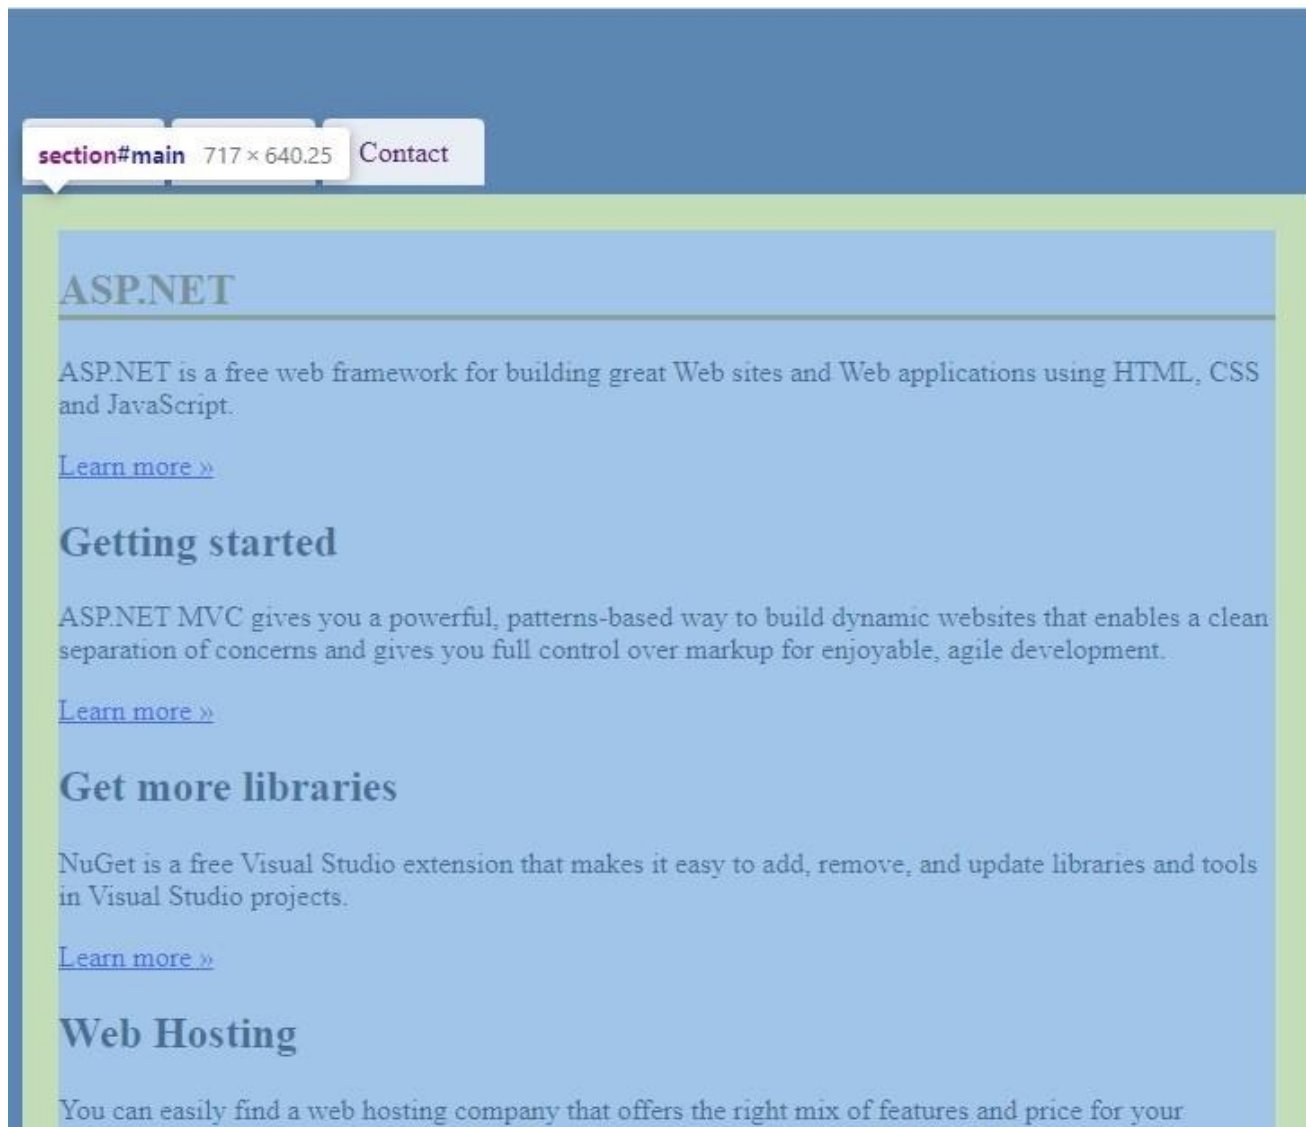 section#main 717 × 640.25 Contact
ASP.NET
ASP.NET is a free web framework for building great Web sites and Web applications using HTML, CSS
and JavaScript.
Learn more »
Getting started
ASP.NET MVC gives you a powerful, patterns-based way to build dynamic websites that enables a clean
separation of concerns and gives you full control over markup for enjoyable, agile development.
Learn more »
Get more libraries
NuGet is a free Visual Studio extension that makes it easy to add, remove, and update libraries and tools
in Visual Studio projects.
Learn more »
Web Hosting
You can easily find a web hosting company that offers the right mix of features and price for your